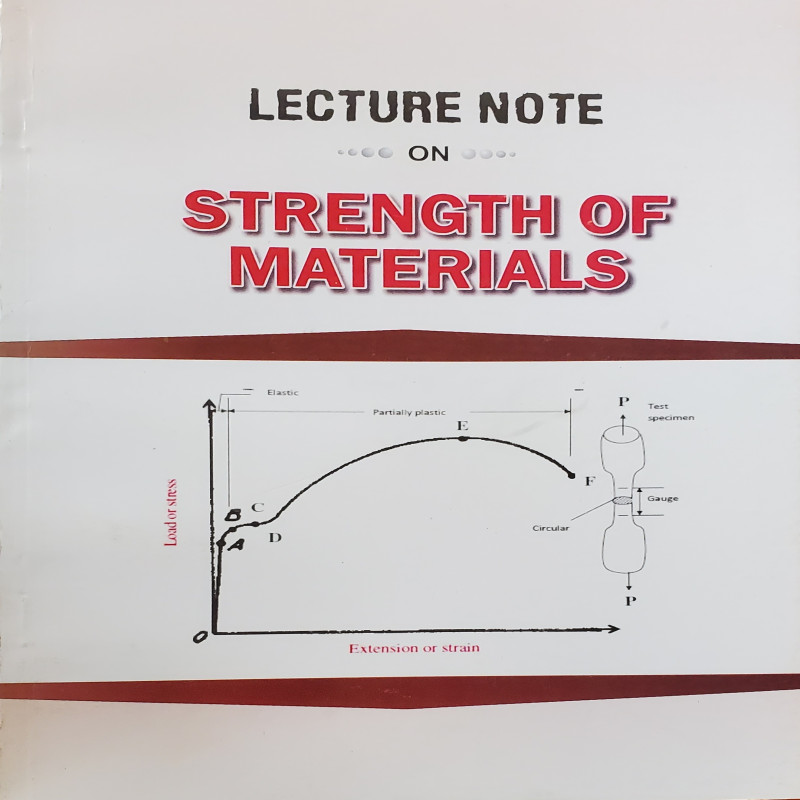 LECTURE NOTE
ON
STRENGTH OF
MATERIALS
Elastic
Partially plastic
E
F
B
C
A
D
O
Load or stress
Extension or strain
P
Test
specimen
Gauge
Circular
P